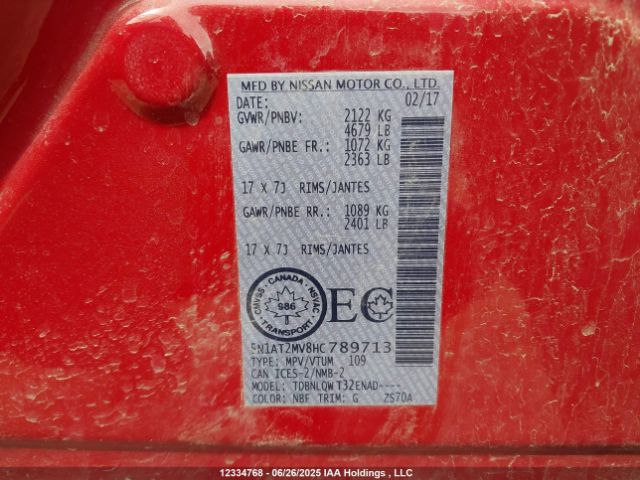 MFD BY NISSAN MOTOR CO., LTD.
DATE: 02/17
GVWR/PNBV: 2122 KG
4679 LB
GAWR/PNBE FR.: 1072 KG
2363 LB
17 X 7J RIMS/JANTES
GAWR/PNBE RR.: 1089 KG
2401 LB
17 X 7J RIMS/JANTES
CANADA
CMVSS NSVAC
986
EC
5N1AT2MV8HC789713
TYPE: MPV/VTUM 109
CAN ICES-2/NMB-2
MODEL: TDBNLQW T32ENAD----
COLOR: NBF TRIM: G ZS70A
12334768 - 06/26/2025 IAA Holdings , LLC